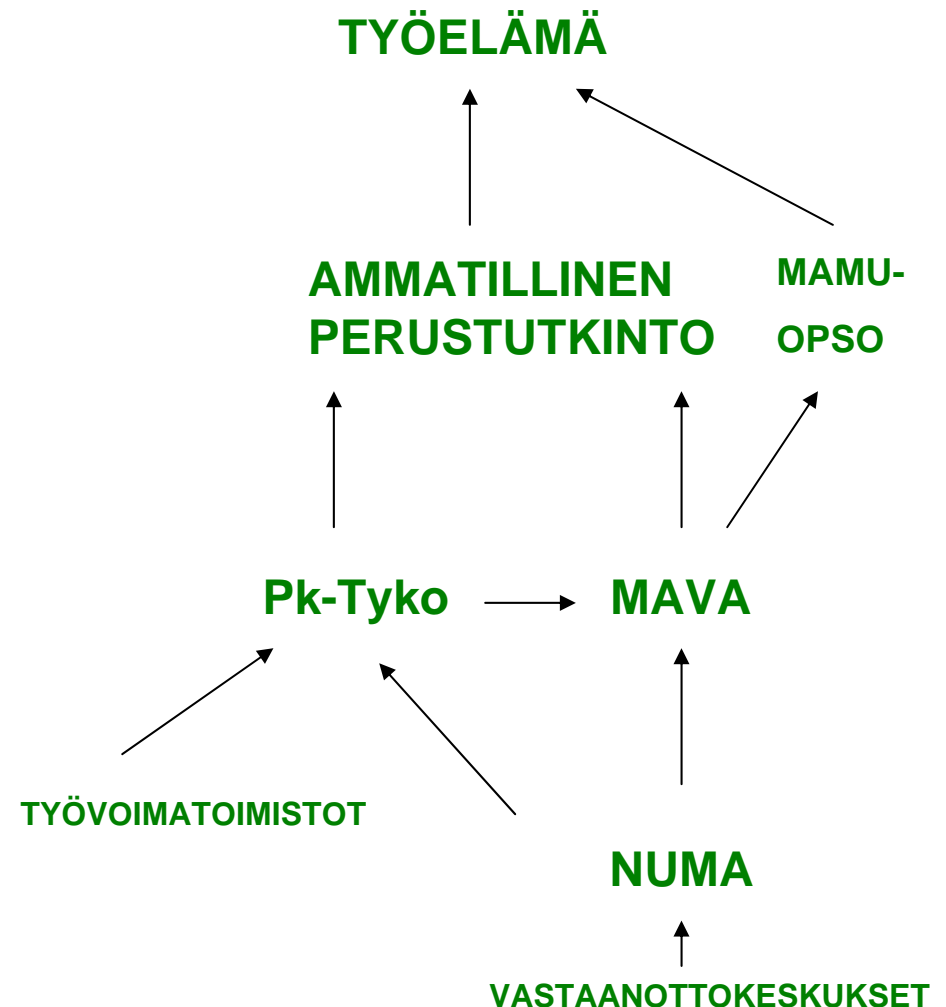 TYÖELÄMÄ
AMMATILLINEN
PERUSTUTKINTO
MAMU-
OPSO
Pk-Tyko
MAVA
TYÖVOIMATOIMISTOT
NUMA
VASTAANOTTOKESKUKSET